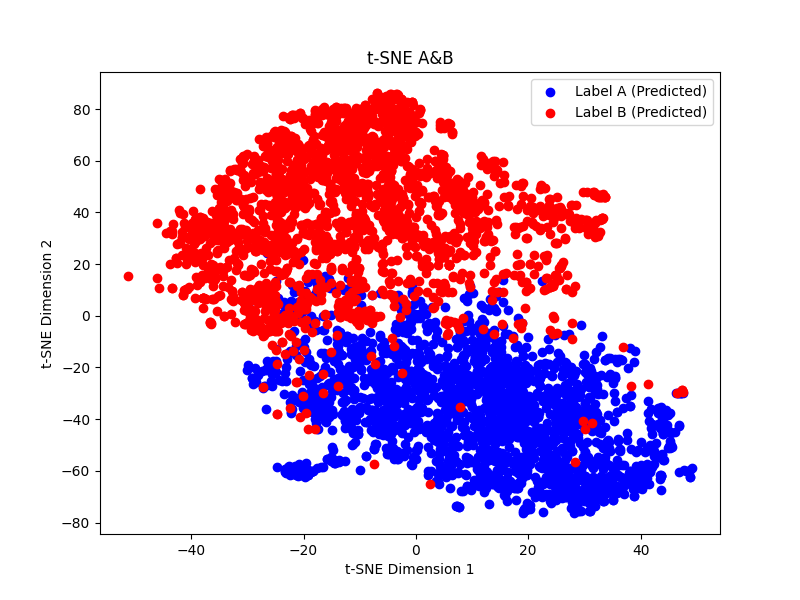 t-SNE A&B
Label A (Predicted)
Label B (Predicted)
80
60
40
20
0
−20
−40
−60
−80
t-SNE Dimension 2
−40
−20
0
20
40
t-SNE Dimension 1